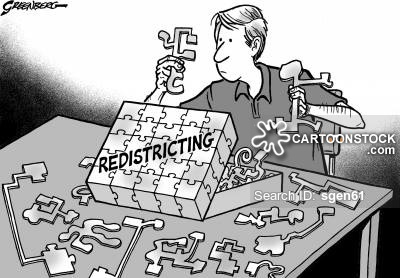 GREENBERG
REDISTRICTING
© CARTOONSTOCK
.com
Search ID: sgen61